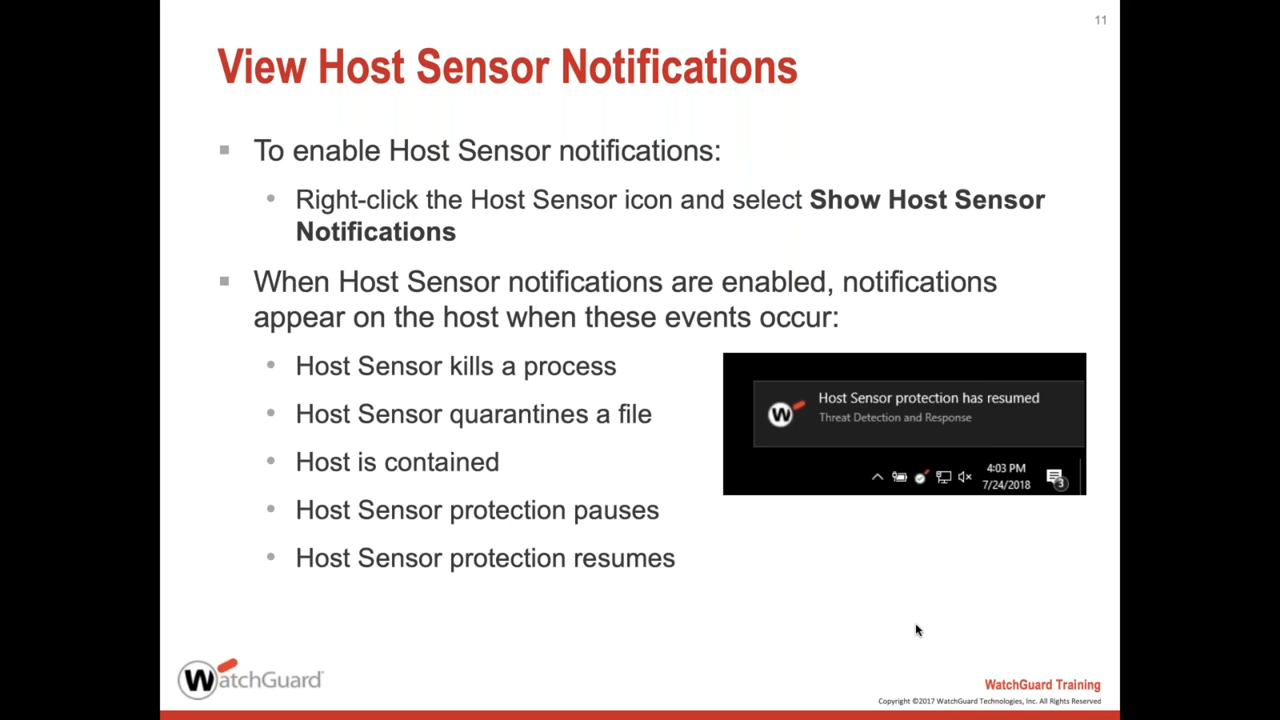 11
View Host Sensor Notifications
To enable Host Sensor notifications:
Right-click the Host Sensor icon and select Show Host Sensor
Notifications
When Host Sensor notifications are enabled, notifications
appear on the host when these events occur:
Host Sensor kills a process
Host Sensor quarantines a file
Host is contained
Host Sensor protection pauses
Host Sensor protection resumes
W
Host Sensor protection has resumed
Threat Detection and Response
4:03 PM
7/24/2018
3
WatchGuard
WatchGuard Training
Copyright ©2017 WatchGuard Technologies, Inc. All Rights Reserved